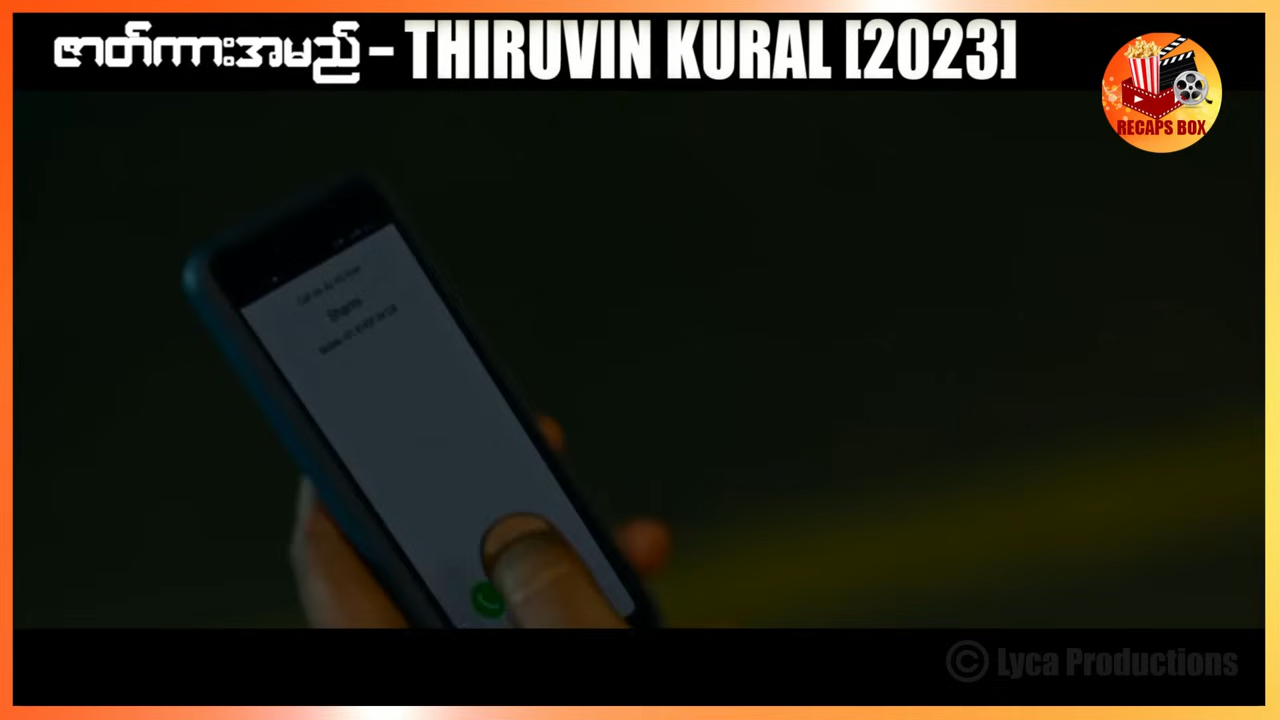 ဇာတ်ကားအမည် – THIRUVIN KURAL [2023]
RECAPS BOX
© Lyca Productions